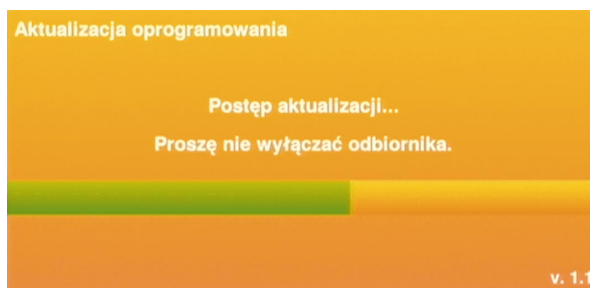 Aktualizacja oprogramowania
Postęp aktualizacji...
Proszę nie wyłączać odbiornika.
v. 1.1